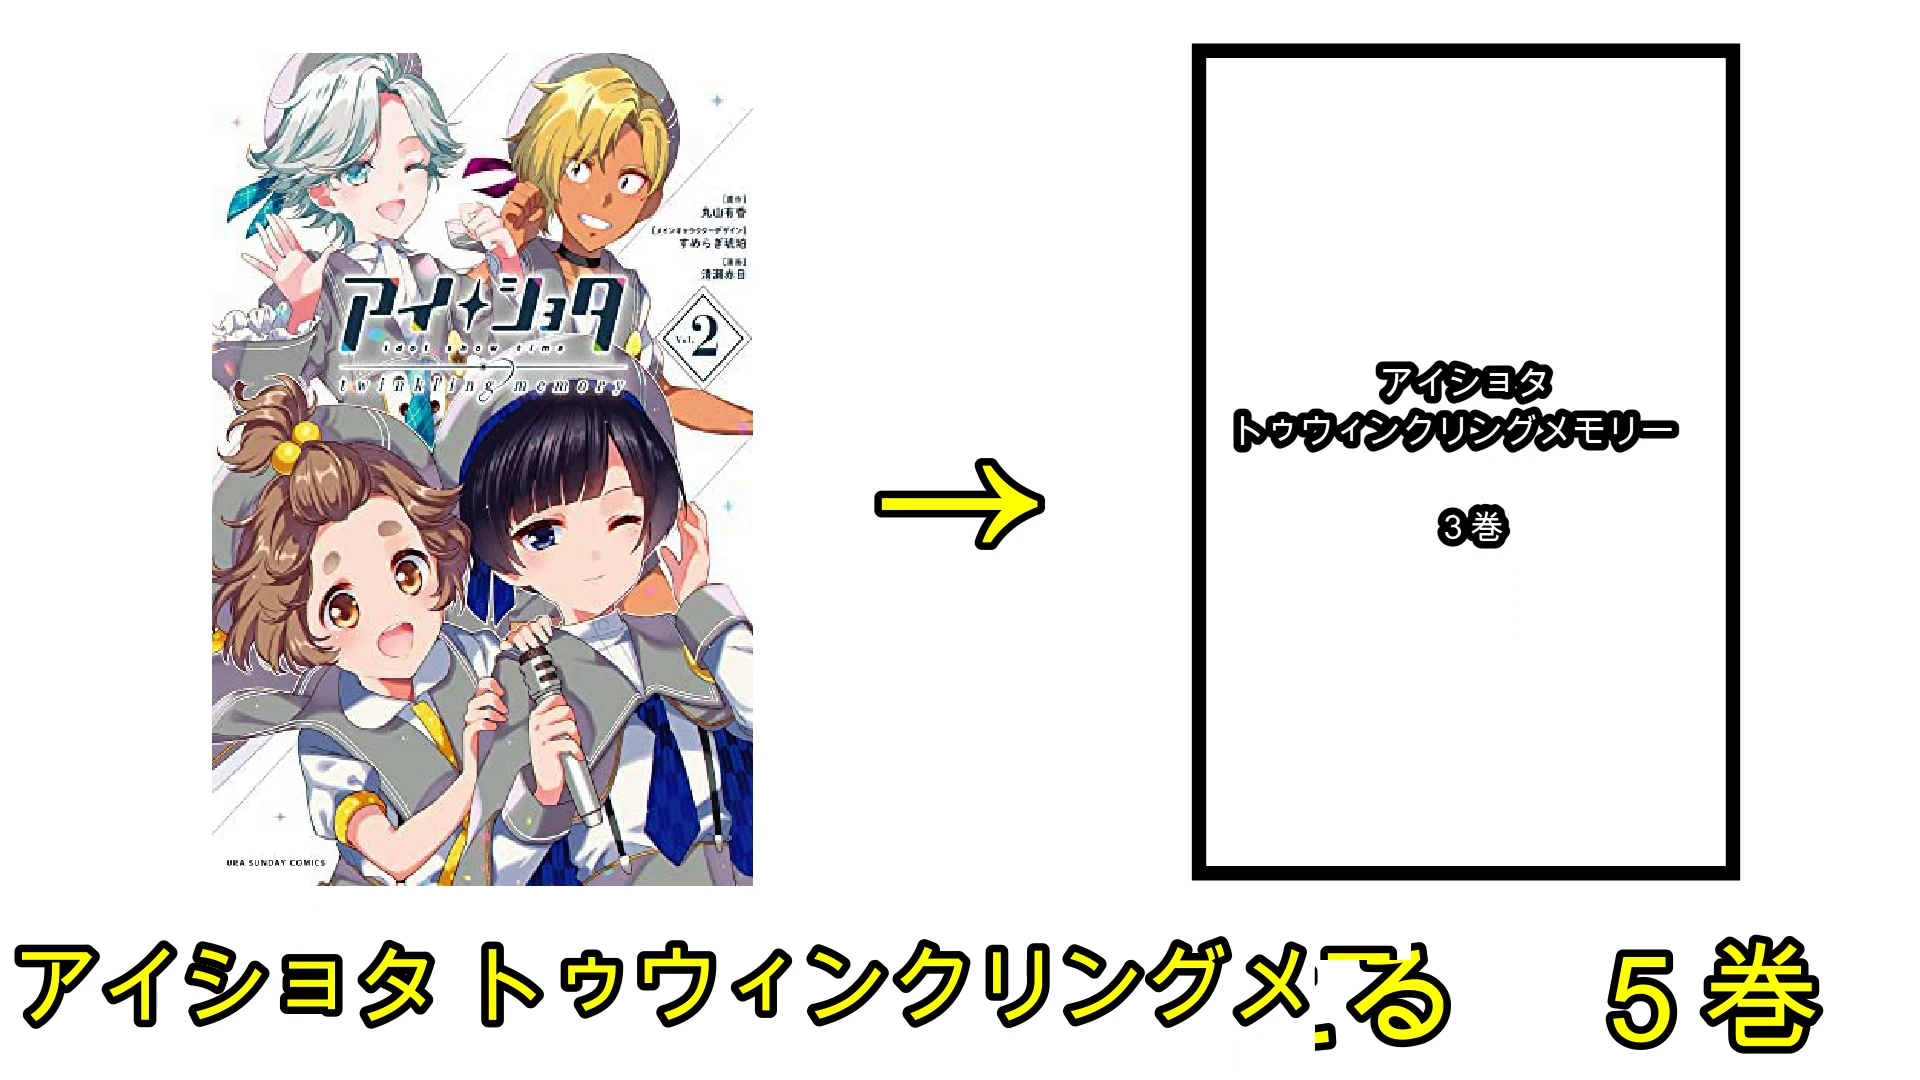 [原作]
丸山有香
[メインキャラクターデザイン]
すめらぎ琥珀
[漫画]
清瀬赤目
アイ✦ショタ
idol show time
twinkling memory
Vol. 2
URA SUNDAY COMICS
→
アイショタ
トゥウィンクリングメモリー
3巻
アイショタ トゥウィンクリングメ
る 5巻